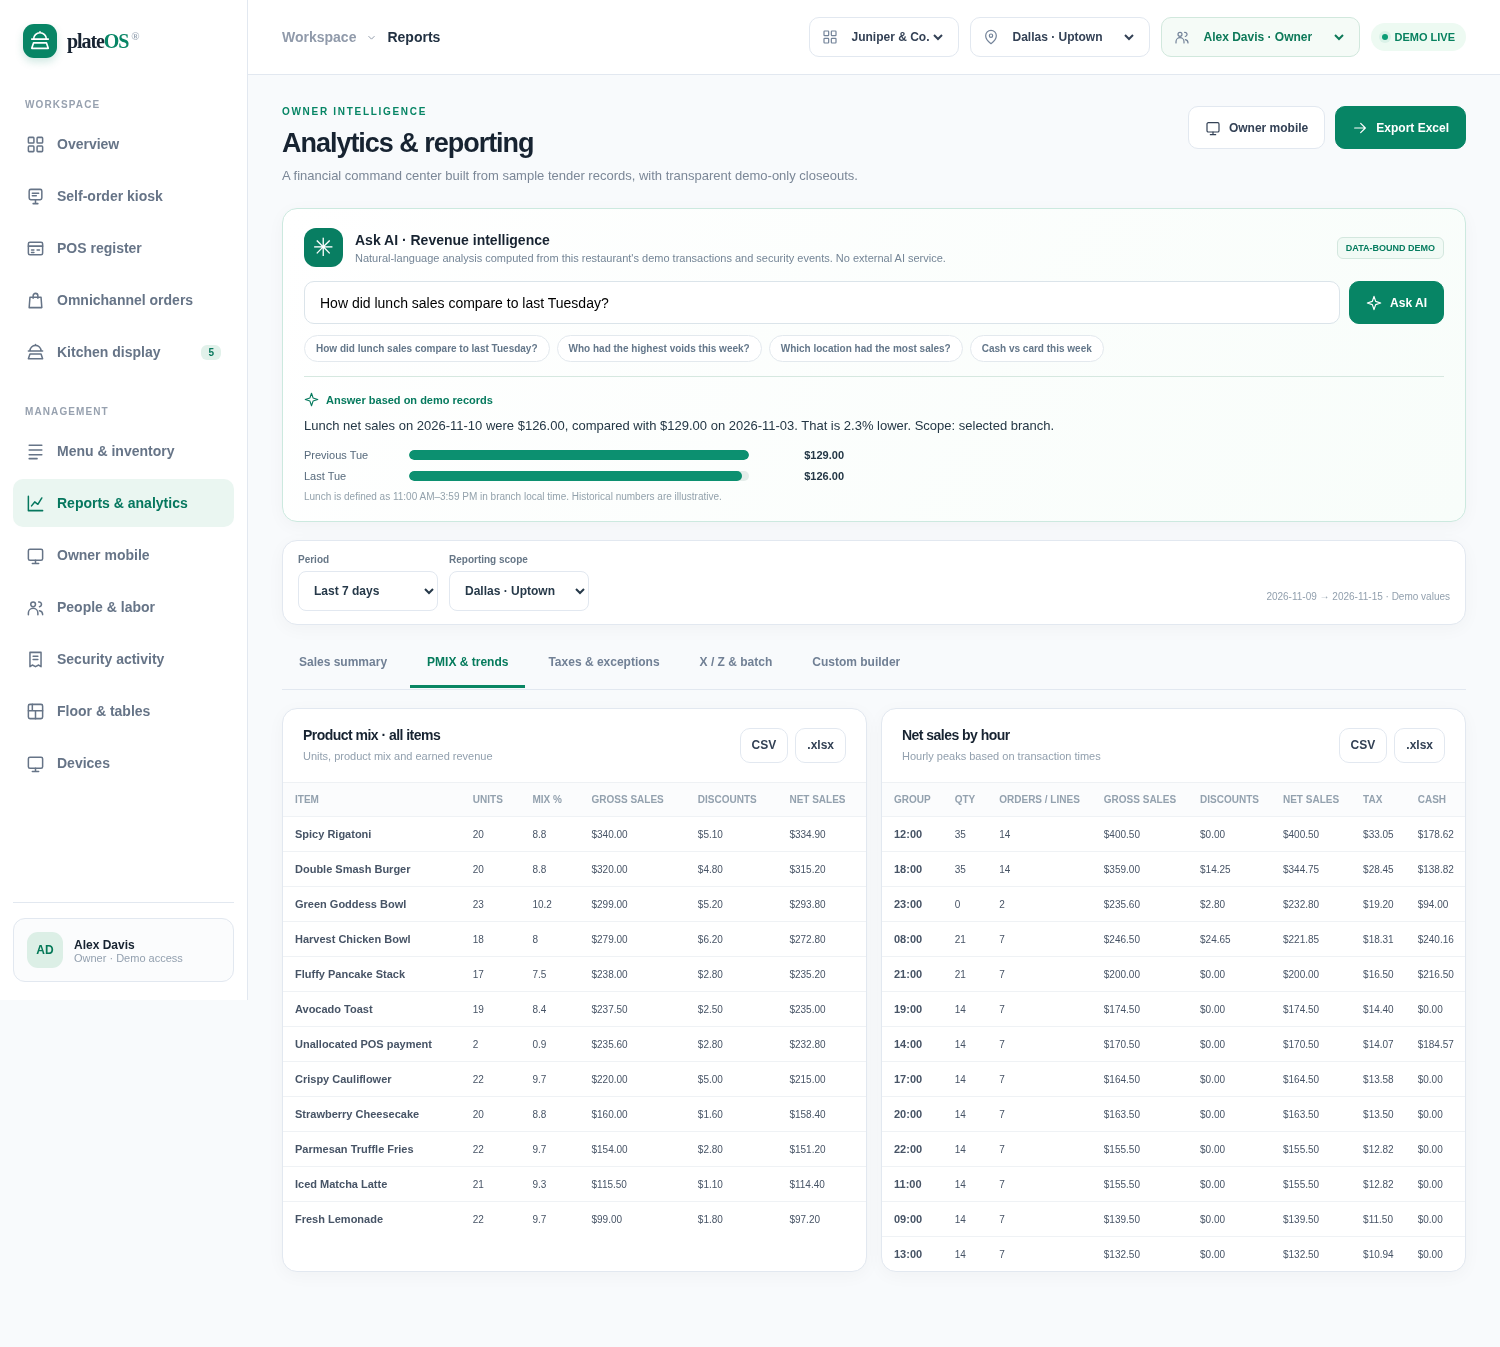 plateOS ®
Workspace
Reports
Juniper & Co.
Dallas · Uptown
Alex Davis · Owner
DEMO LIVE
WORKSPACE
Overview
Self-order kiosk
POS register
Omnichannel orders
Kitchen display 5
MANAGEMENT
Menu & inventory
Reports & analytics
Owner mobile
People & labor
Security activity
Floor & tables
Devices
AD
Alex Davis
Owner · Demo access
OWNER INTELLIGENCE
Analytics & reporting
A financial command center built from sample tender records, with transparent demo-only closeouts.
Owner mobile
Export Excel
Ask AI · Revenue intelligence
Natural-language analysis computed from this restaurant's demo transactions and security events. No external AI service.
DATA-BOUND DEMO
How did lunch sales compare to last Tuesday?
Ask AI
How did lunch sales compare to last Tuesday?
Who had the highest voids this week?
Which location had the most sales?
Cash vs card this week
Answer based on demo records
Lunch net sales on 2026-11-10 were $126.00, compared with $129.00 on 2026-11-03. That is 2.3% lower. Scope: selected branch.
Previous Tue $129.00
Last Tue $126.00
Lunch is defined as 11:00 AM–3:59 PM in branch local time. Historical numbers are illustrative.
Period
Last 7 days
Reporting scope
Dallas · Uptown
2026-11-09 → 2026-11-15 · Demo values
Sales summary
PMIX & trends
Taxes & exceptions
X / Z & batch
Custom builder
Product mix · all items
Units, product mix and earned revenue
CSV
.xlsx
ITEM UNITS MIX % GROSS SALES DISCOUNTS NET SALES
Spicy Rigatoni 20 8.8 $340.00 $5.10 $334.90
Double Smash Burger 20 8.8 $320.00 $4.80 $315.20
Green Goddess Bowl 23 10.2 $299.00 $5.20 $293.80
Harvest Chicken Bowl 18 8 $279.00 $6.20 $272.80
Fluffy Pancake Stack 17 7.5 $238.00 $2.80 $235.20
Avocado Toast 19 8.4 $237.50 $2.50 $235.00
Unallocated POS payment 2 0.9 $235.60 $2.80 $232.80
Crispy Cauliflower 22 9.7 $220.00 $5.00 $215.00
Strawberry Cheesecake 20 8.8 $160.00 $1.60 $158.40
Parmesan Truffle Fries 22 9.7 $154.00 $2.80 $151.20
Iced Matcha Latte 21 9.3 $115.50 $1.10 $114.40
Fresh Lemonade 22 9.7 $99.00 $1.80 $97.20
Net sales by hour
Hourly peaks based on transaction times
CSV
.xlsx
GROUP QTY ORDERS / LINES GROSS SALES DISCOUNTS NET SALES TAX CASH
12:00 35 14 $400.50 $0.00 $400.50 $33.05 $178.62
18:00 35 14 $359.00 $14.25 $344.75 $28.45 $138.82
23:00 0 2 $235.60 $2.80 $232.80 $19.20 $94.00
08:00 21 7 $246.50 $24.65 $221.85 $18.31 $240.16
21:00 21 7 $200.00 $0.00 $200.00 $16.50 $216.50
19:00 14 7 $174.50 $0.00 $174.50 $14.40 $0.00
14:00 14 7 $170.50 $0.00 $170.50 $14.07 $184.57
17:00 14 7 $164.50 $0.00 $164.50 $13.58 $0.00
20:00 14 7 $163.50 $0.00 $163.50 $13.50 $0.00
22:00 14 7 $155.50 $0.00 $155.50 $12.82 $0.00
11:00 14 7 $155.50 $0.00 $155.50 $12.82 $0.00
09:00 14 7 $139.50 $0.00 $139.50 $11.50 $0.00
13:00 14 7 $132.50 $0.00 $132.50 $10.94 $0.00